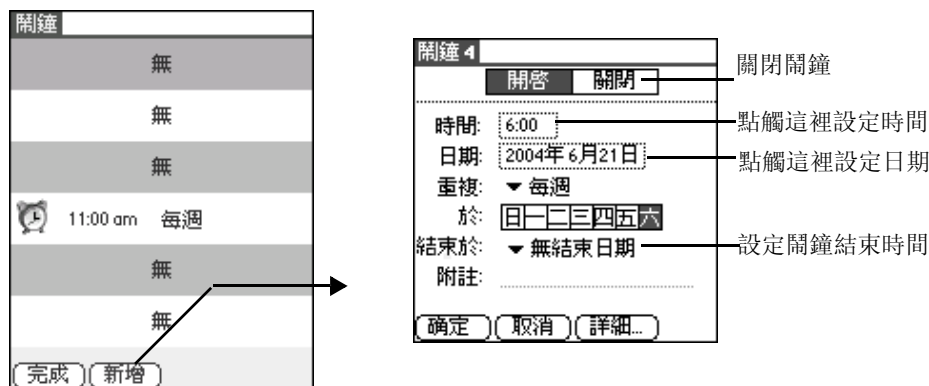 鬧鐘
無
無
無
11:00 am 每週
無
無
完成 新增
鬧鐘 4
開啓 關閉
關閉鬧鐘
時間: 6:00
點觸這裡設定時間
日期: 2004年 6月21日
點觸這裡設定日期
重複: 每週
於: 日一二三四五六
結束於: 無結束日期
設定鬧鐘結束時間
附註:
确定 取消 詳細...